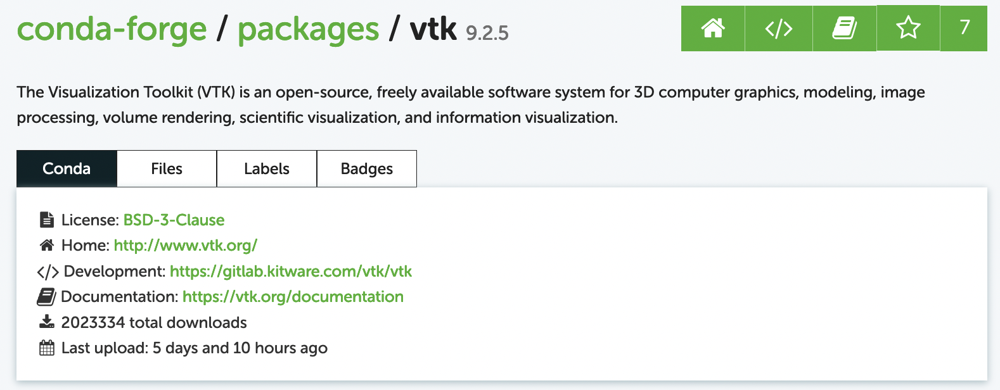 conda-forge / packages / vtk 9.2.5
7
The Visualization Toolkit (VTK) is an open-source, freely available software system for 3D computer graphics, modeling, image
processing, volume rendering, scientific visualization, and information visualization.
Conda Files Labels Badges
License: BSD-3-Clause
Home: http://www.vtk.org/
</> Development: https://gitlab.kitware.com/vtk/vtk
Documentation: https://vtk.org/documentation
2023334 total downloads
Last upload: 5 days and 10 hours ago